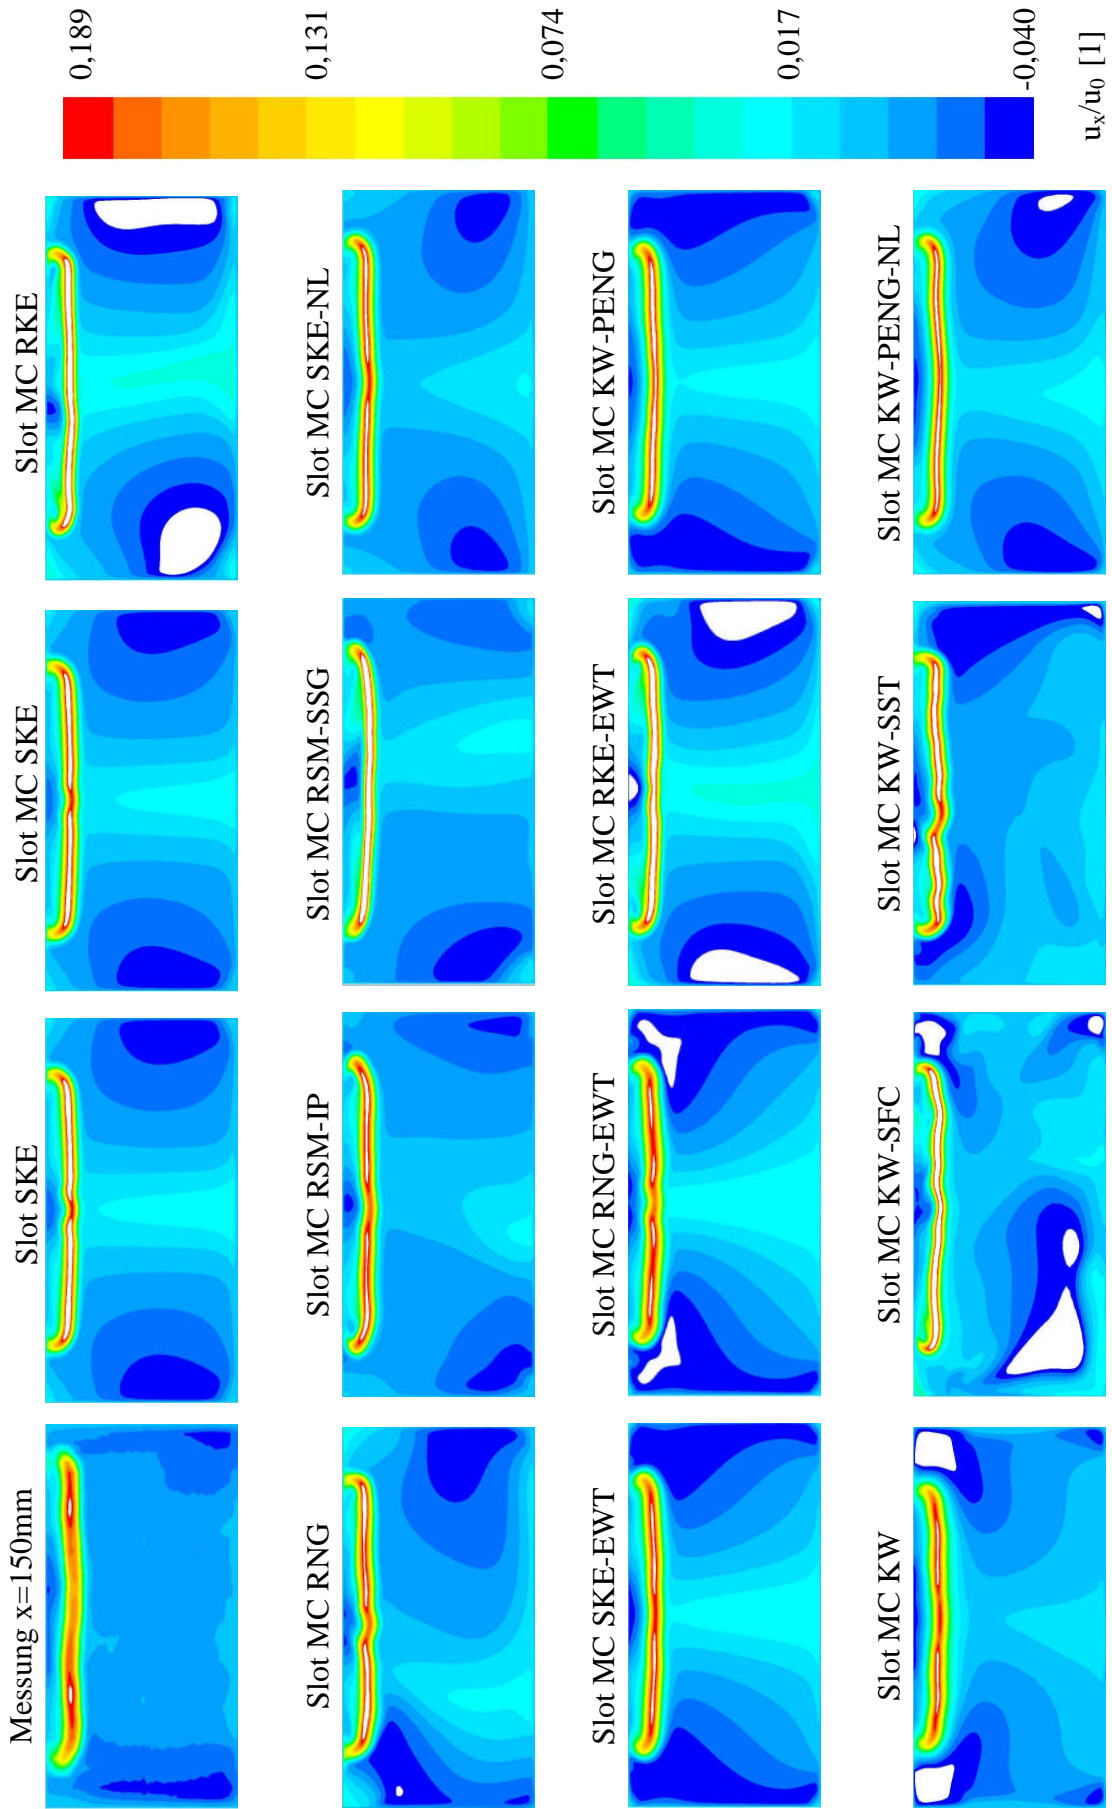 Messung x=150mm
Slot SKE
Slot MC SKE
Slot MC RKE
Slot MC RNG
Slot MC RSM-IP
Slot MC RSM-SSG
Slot MC SKE-NL
Slot MC SKE-EWT
Slot MC RNG-EWT
Slot MC RKE-EWT
Slot MC KW-PENG
Slot MC KW
Slot MC KW-SFC
Slot MC KW-SST
Slot MC KW-PENG-NL
0,189
0,131
0,074
0,017
-0,040
uₓ/u₀ [1]